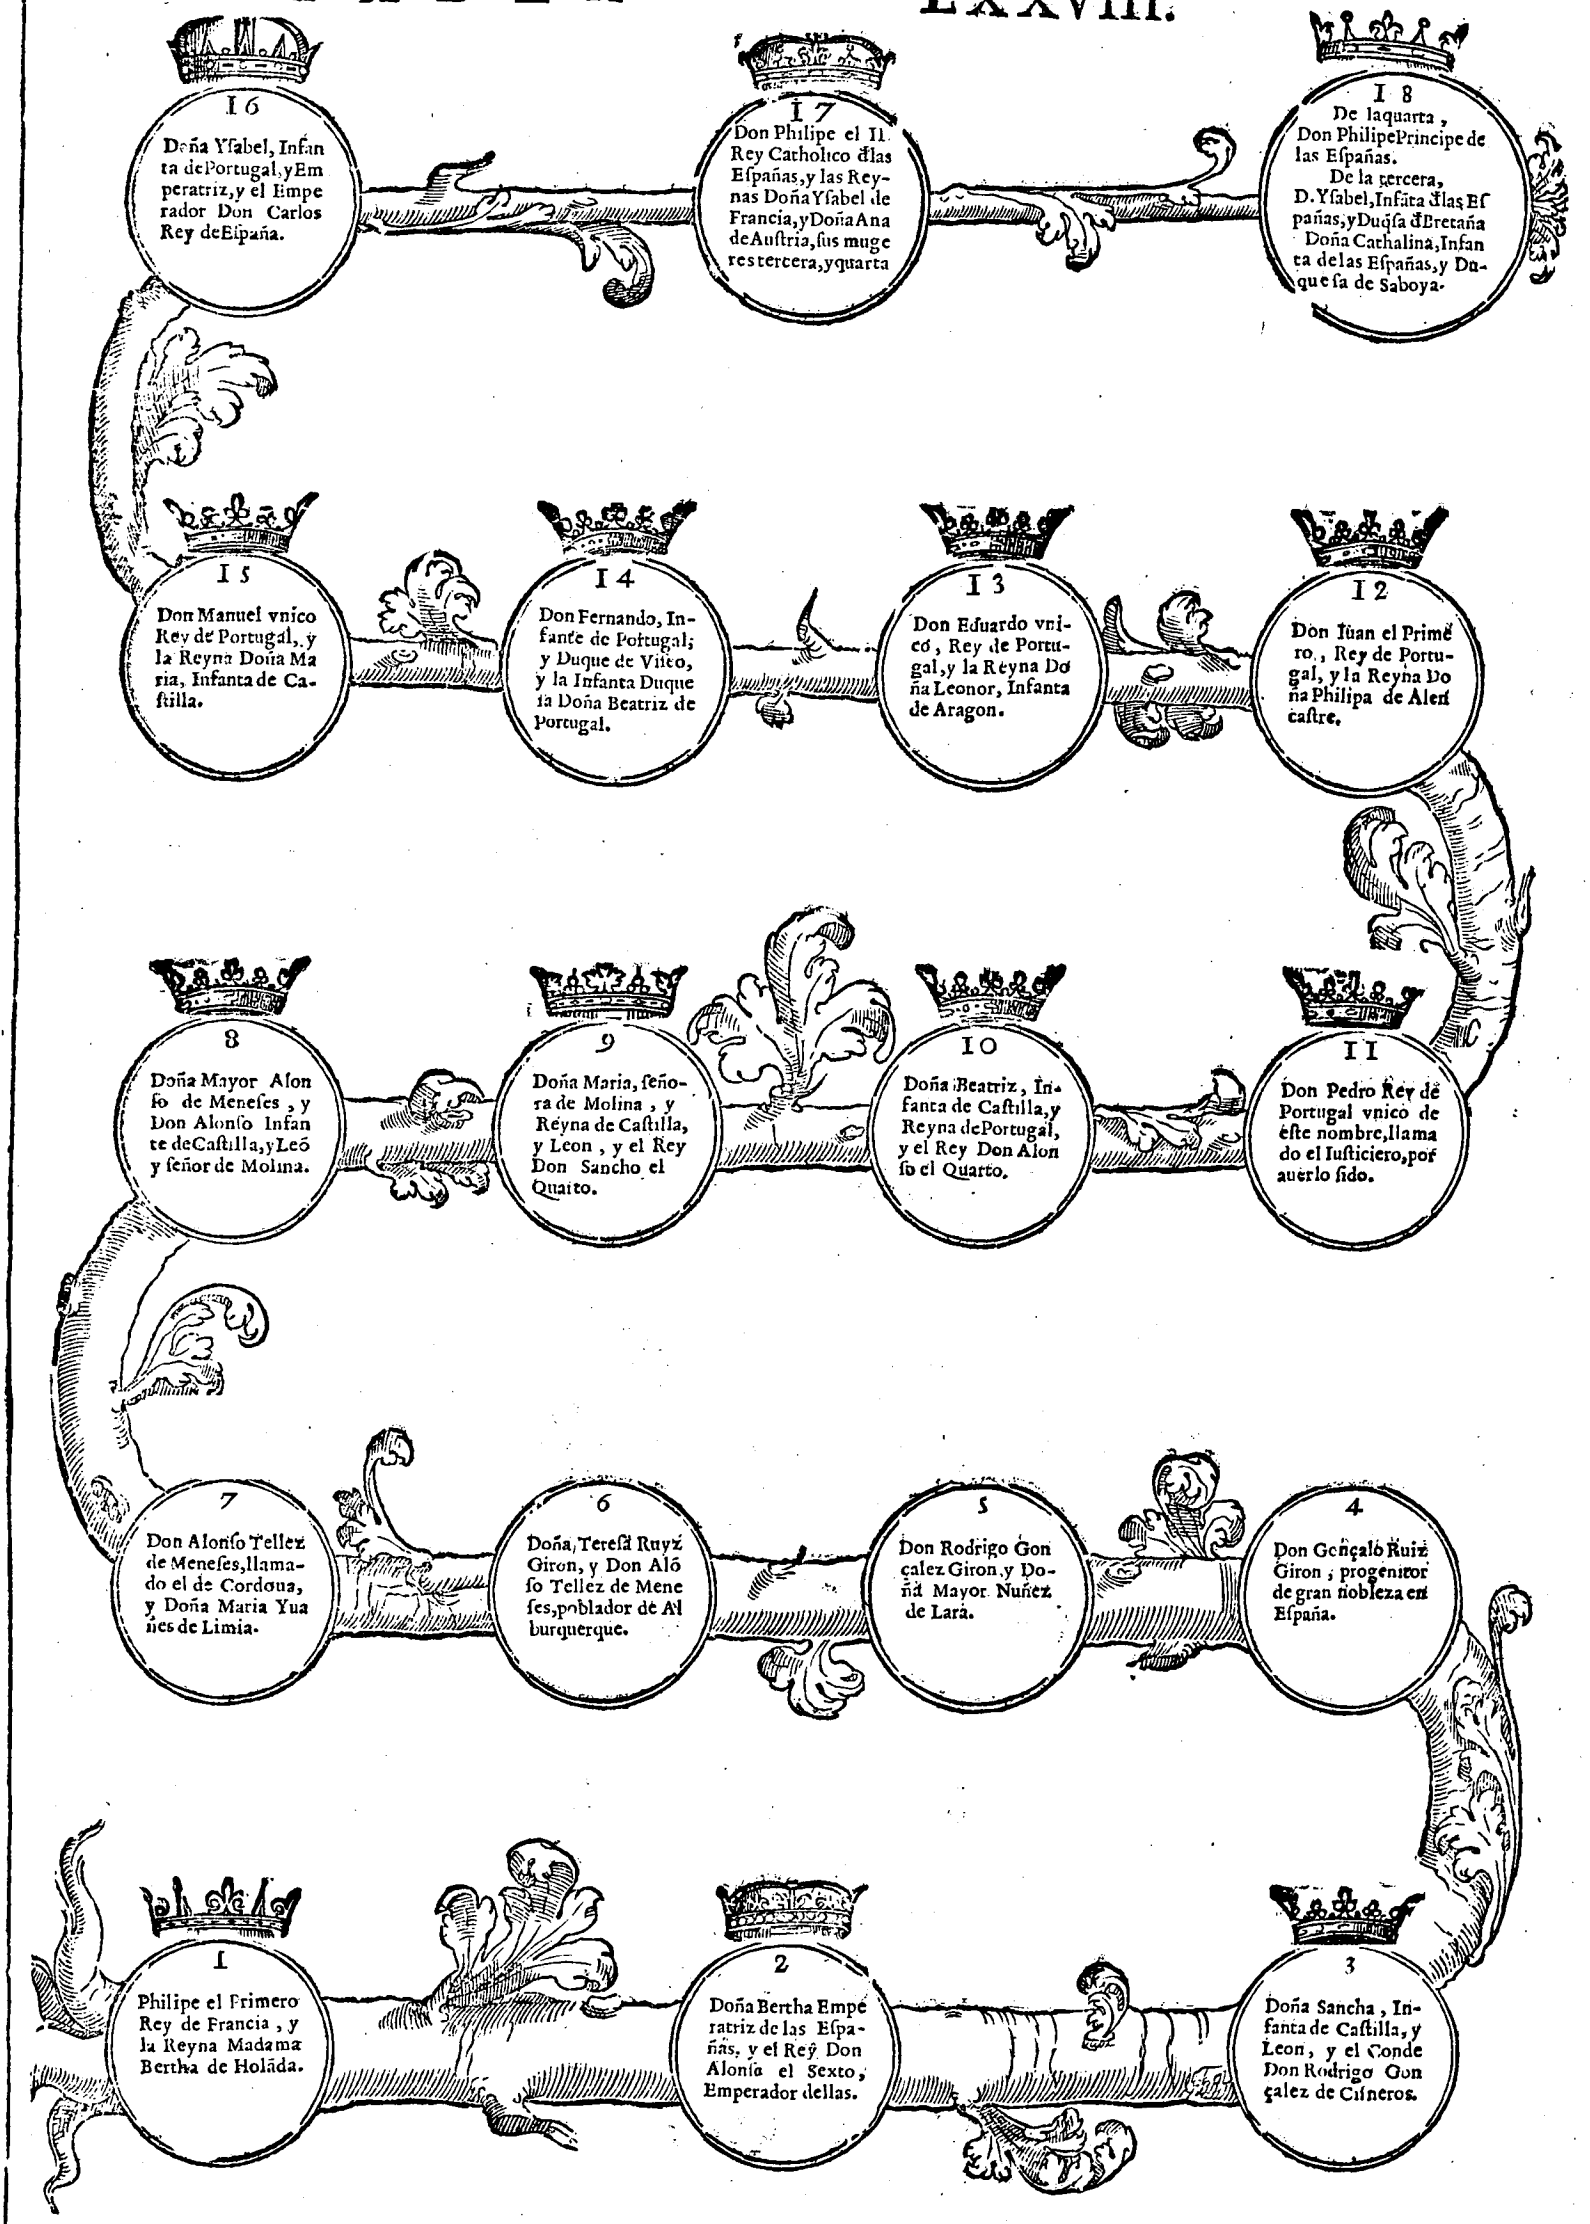 LXXVIII.
16
Doña Yſabel, Infan
ta de Portugal, y Em
peratriz, y el Empe
rador Don Carlos
Rey de Eſpaña.
17
Don Philipe el II.
Rey Catholico đlas
Eſpañas, y las Rey-
nas Doña Yſabel de
Francia, y Doña Ana
de Auſtria, ſus muge
res tercera, y quarta
18
De la quarta,
Don Philipe Principe de
las Eſpañas.
De la tercera,
D. Yſabel, Infāta đlas Eſ
pañas, y Duq̃ſa đ Bretaña
Doña Cathalina, Infan
ta de las Eſpañas, y Du-
queſa de Saboya.
15
Don Manuel vnico
Rey de Portugal, y
la Reyna Doña Ma
ria, Infanta de Ca-
ſtilla.
14
Don Fernando, In-
fante de Portugal;
y Duque de Viſeo,
y la Infanta Duque
ſa Doña Beatriz de
Portugal.
13
Don Eduardo vni-
co, Rey de Portu-
gal, y la Reyna Do
ña Leonor, Infanta
de Aragon.
12
Don Iuan el Prime
ro, Rey de Portu-
gal, y la Reyna Do
ña Philipa de Alen
caſtre.
8
Doña Mayor Alon
ſo de Meneſes, y
Don Alonſo Infan
te de Caſtilla, y Leō
y ſeñor de Molina.
9
Doña Maria, ſeño-
ra de Molina, y
Reyna de Caſtilla,
y Leon, y el Rey
Don Sancho el
Quarto.
10
Doña Beatriz, In-
fanta de Caſtilla, y
Reyna de Portugal,
y el Rey Don Alon
ſo el Quarto.
11
Don Pedro Rey de
Portugal vnico de
eſte nombre, llama
do el Iuſticiero, por
auerlo ſido.
7
Don Alonſo Tellez
de Meneſes, llama-
do el de Cordoua,
y Doña Maria Yua
ñes de Limia.
6
Doña Tereſa Ruyz
Giron, y Don Alō
ſo Tellez de Mene
ſes, poblador de Al
burquerque.
5
Don Rodrigo Gon
çalez Giron, y Do-
ña Mayor Nuñez
de Lara.
4
Don Gonçalo Ruiz
Giron, progenitor
de gran nobleza en
Eſpaña.
1
Philipe el Primero
Rey de Francia, y
la Reyna Madama
Bertha de Holāda.
2
Doña Bertha Empe
ratriz de las Eſpa-
ñas, y el Rey Don
Alonſo el Sexto,
Emperador dellas.
3
Doña Sancha, In-
fanta de Caſtilla, y
Leon, y el Conde
Don Rodrigo Gon
çalez de Ciſneros.